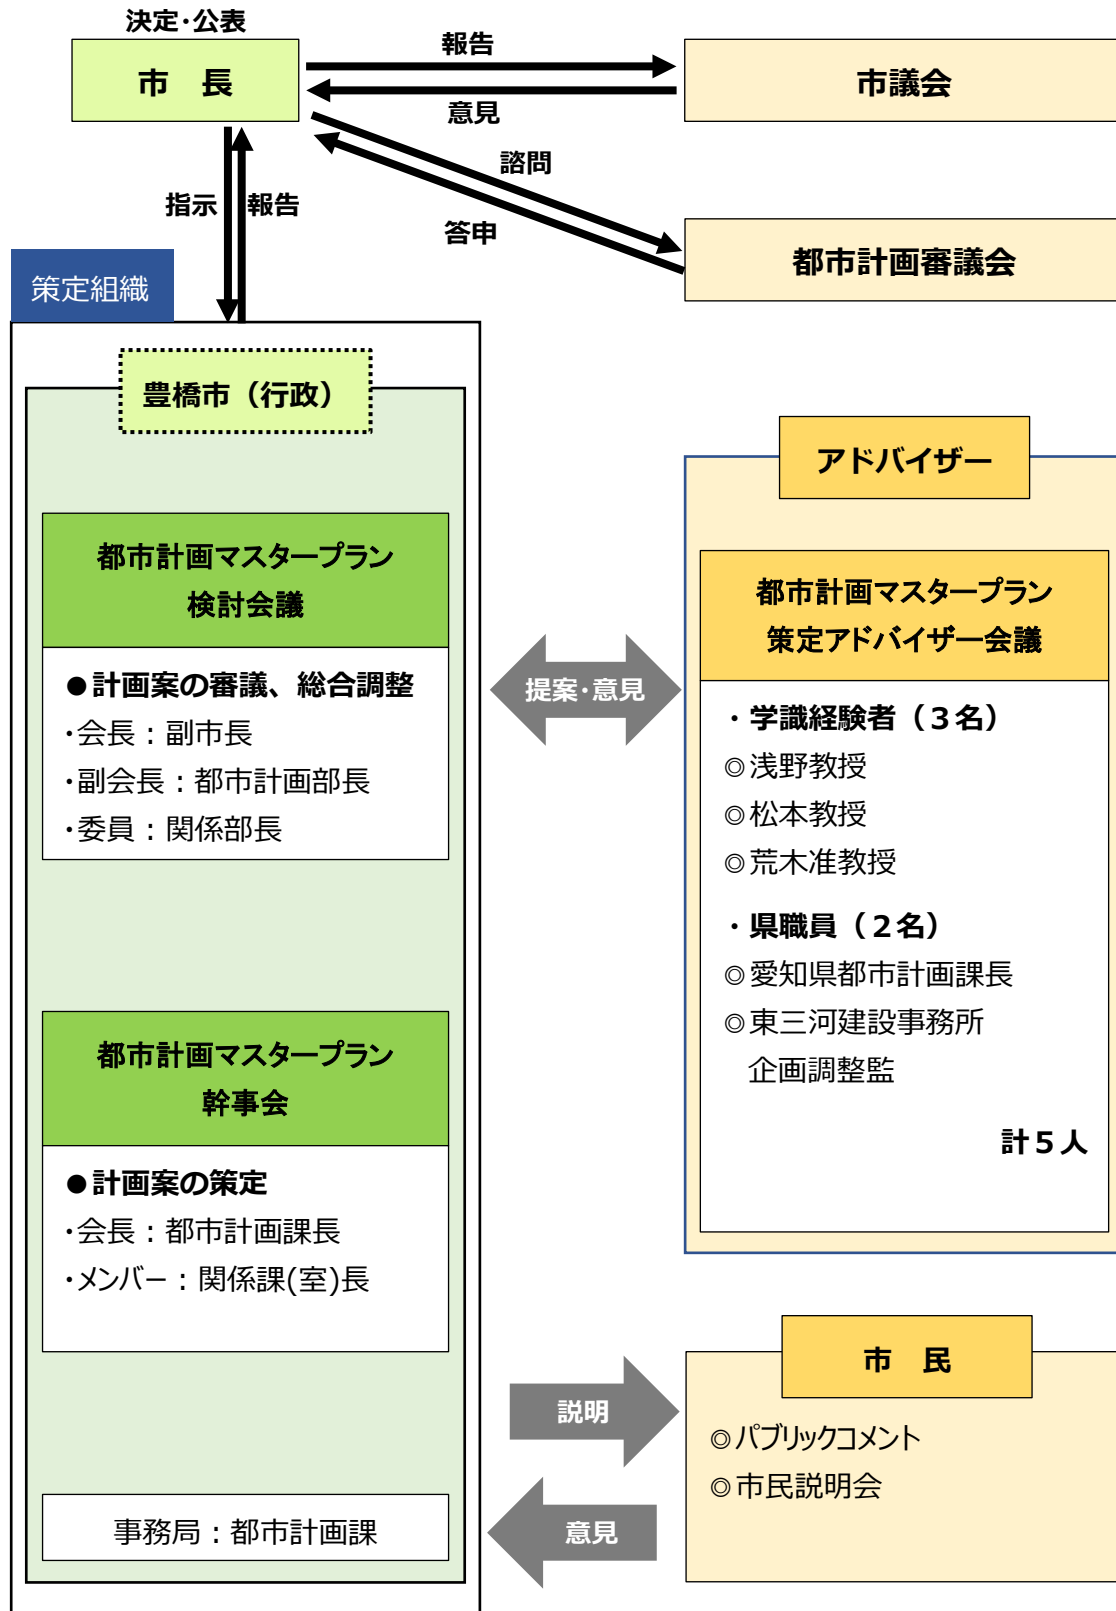 決定・公表
市　長
報告
意見
市議会
諮問
答申
都市計画審議会
指示
報告
策定組織
豊橋市（行政）
都市計画マスタープラン
検討会議
●計画案の審議、総合調整
・会長：副市長
・副会長：都市計画部長
・委員：関係部長
都市計画マスタープラン
幹事会
●計画案の策定
・会長：都市計画課長
・メンバー：関係課(室)長
事務局：都市計画課
提案・意見
アドバイザー
都市計画マスタープラン
策定アドバイザー会議
・学識経験者（３名）
◎浅野教授
◎松本教授
◎荒木准教授
・県職員（２名）
◎愛知県都市計画課長
◎東三河建設事務所
企画調整監
計５人
説明
意見
市　民
◎パブリックコメント
◎市民説明会